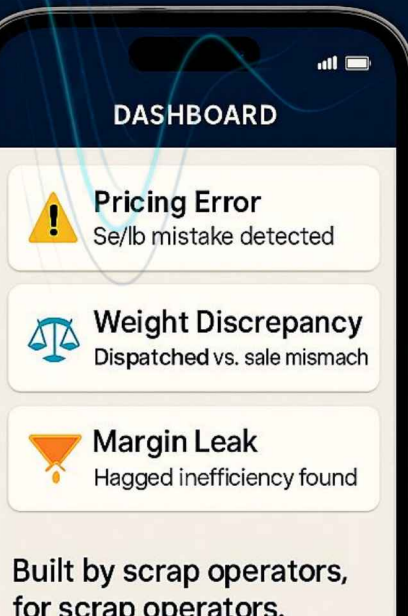 DASHBOARD
Pricing Error
Se/lb mistake detected
Weight Discrepancy
Dispatched vs. sale mismach
Margin Leak
Hagged inefficiency found
Built by scrap operators,
for scrap operators.